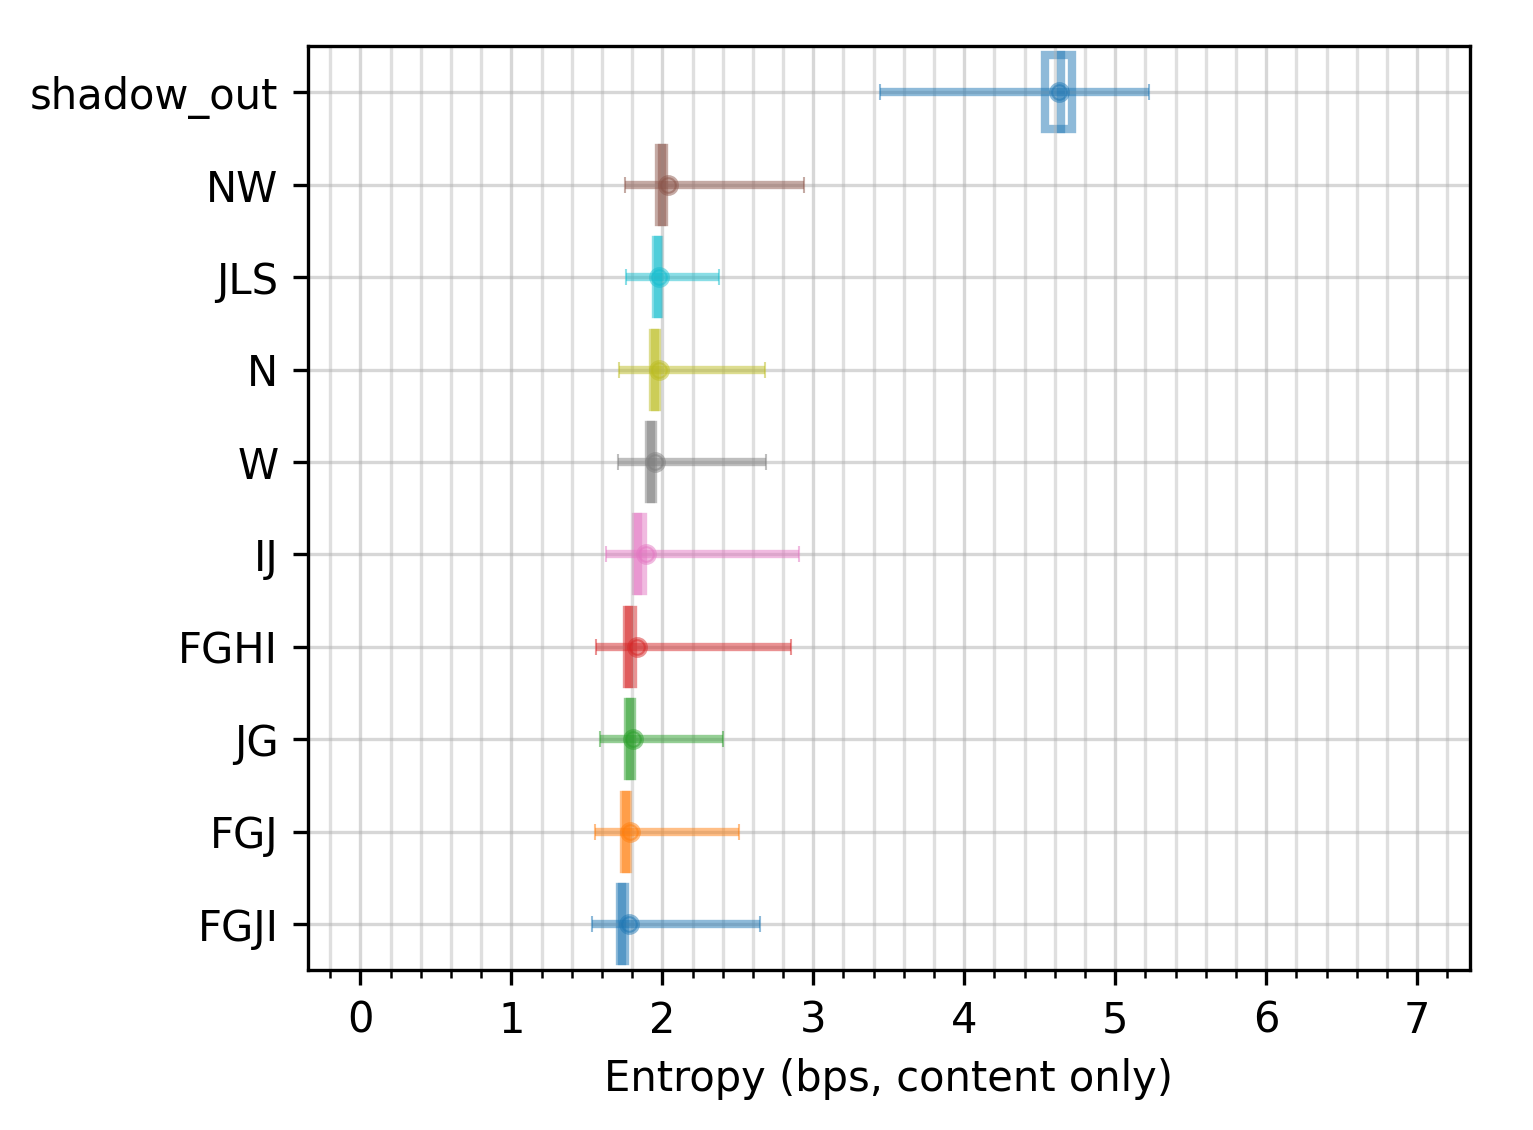 shadow_out
NW
JLS
N
W
IJ
FGHI
JG
FGJ
FGJI
0 1 2 3 4 5 6 7
Entropy (bps, content only)